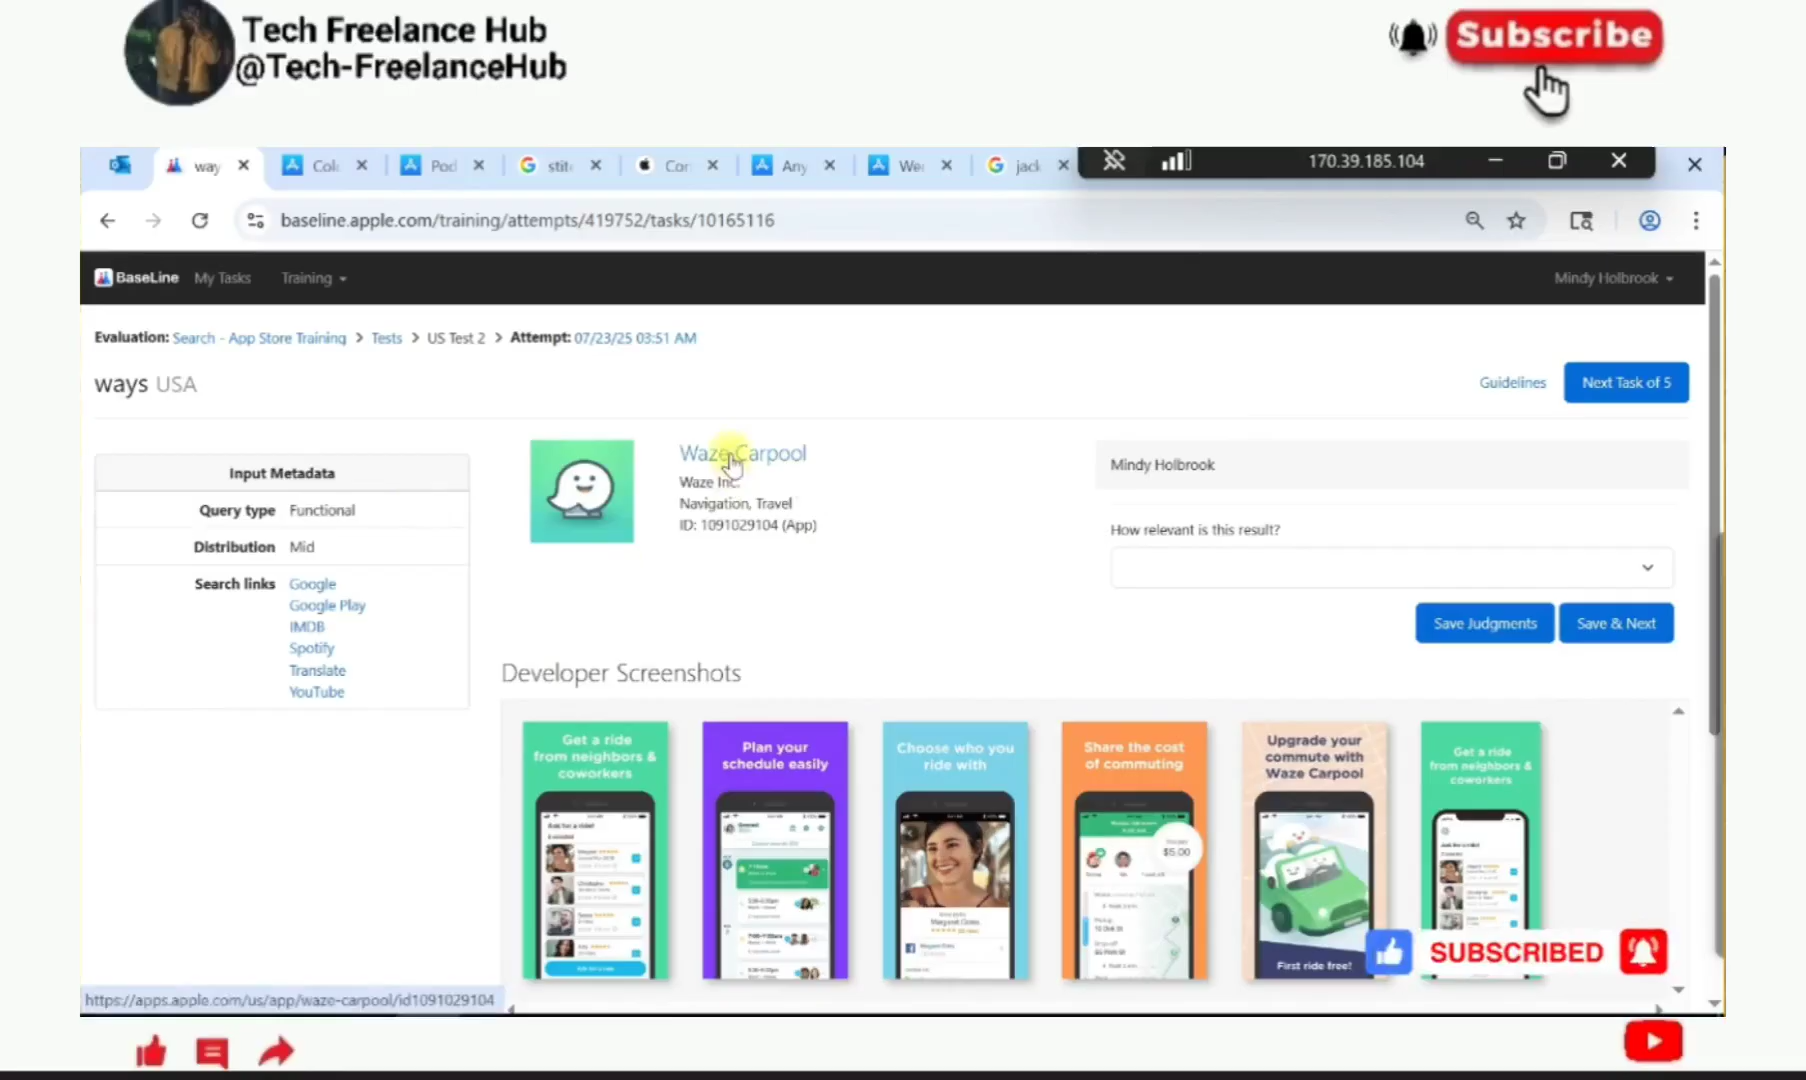 Tech Freelance Hub
@Tech-FreelanceHub
Subscribe
way
Pod
Any
170.39.185.104
baseline.apple.com/training/attempts/419752/tasks/10165116
BaseLine
My Tasks
Training
Mindy Holbrook
Evaluation: Search - App Store Training > Tests > US Test 2 > Attempt: 07/23/25 03:51 AM
ways USA
Guidelines
Next Task of 5
Input Metadata
Query type Functional
Distribution Mid
Search links Google
Google Play
IMDB
Spotify
Translate
YouTube
Waze Carpool
Waze Inc.
Navigation, Travel
ID: 1091029104 (App)
Mindy Holbrook
How relevant is this result?
Save Judgments
Save & Next
Developer Screenshots
Get a ride
from neighbors &
coworkers
Plan your
schedule easily
Choose who you
ride with
Share the cost
of commuting
$5.00
Upgrade your
commute with
Waze Carpool
First ride free!
Get a ride
from neighbors &
coworkers
SUBSCRIBED
https://apps.apple.com/us/app/waze-carpool/id1091029104